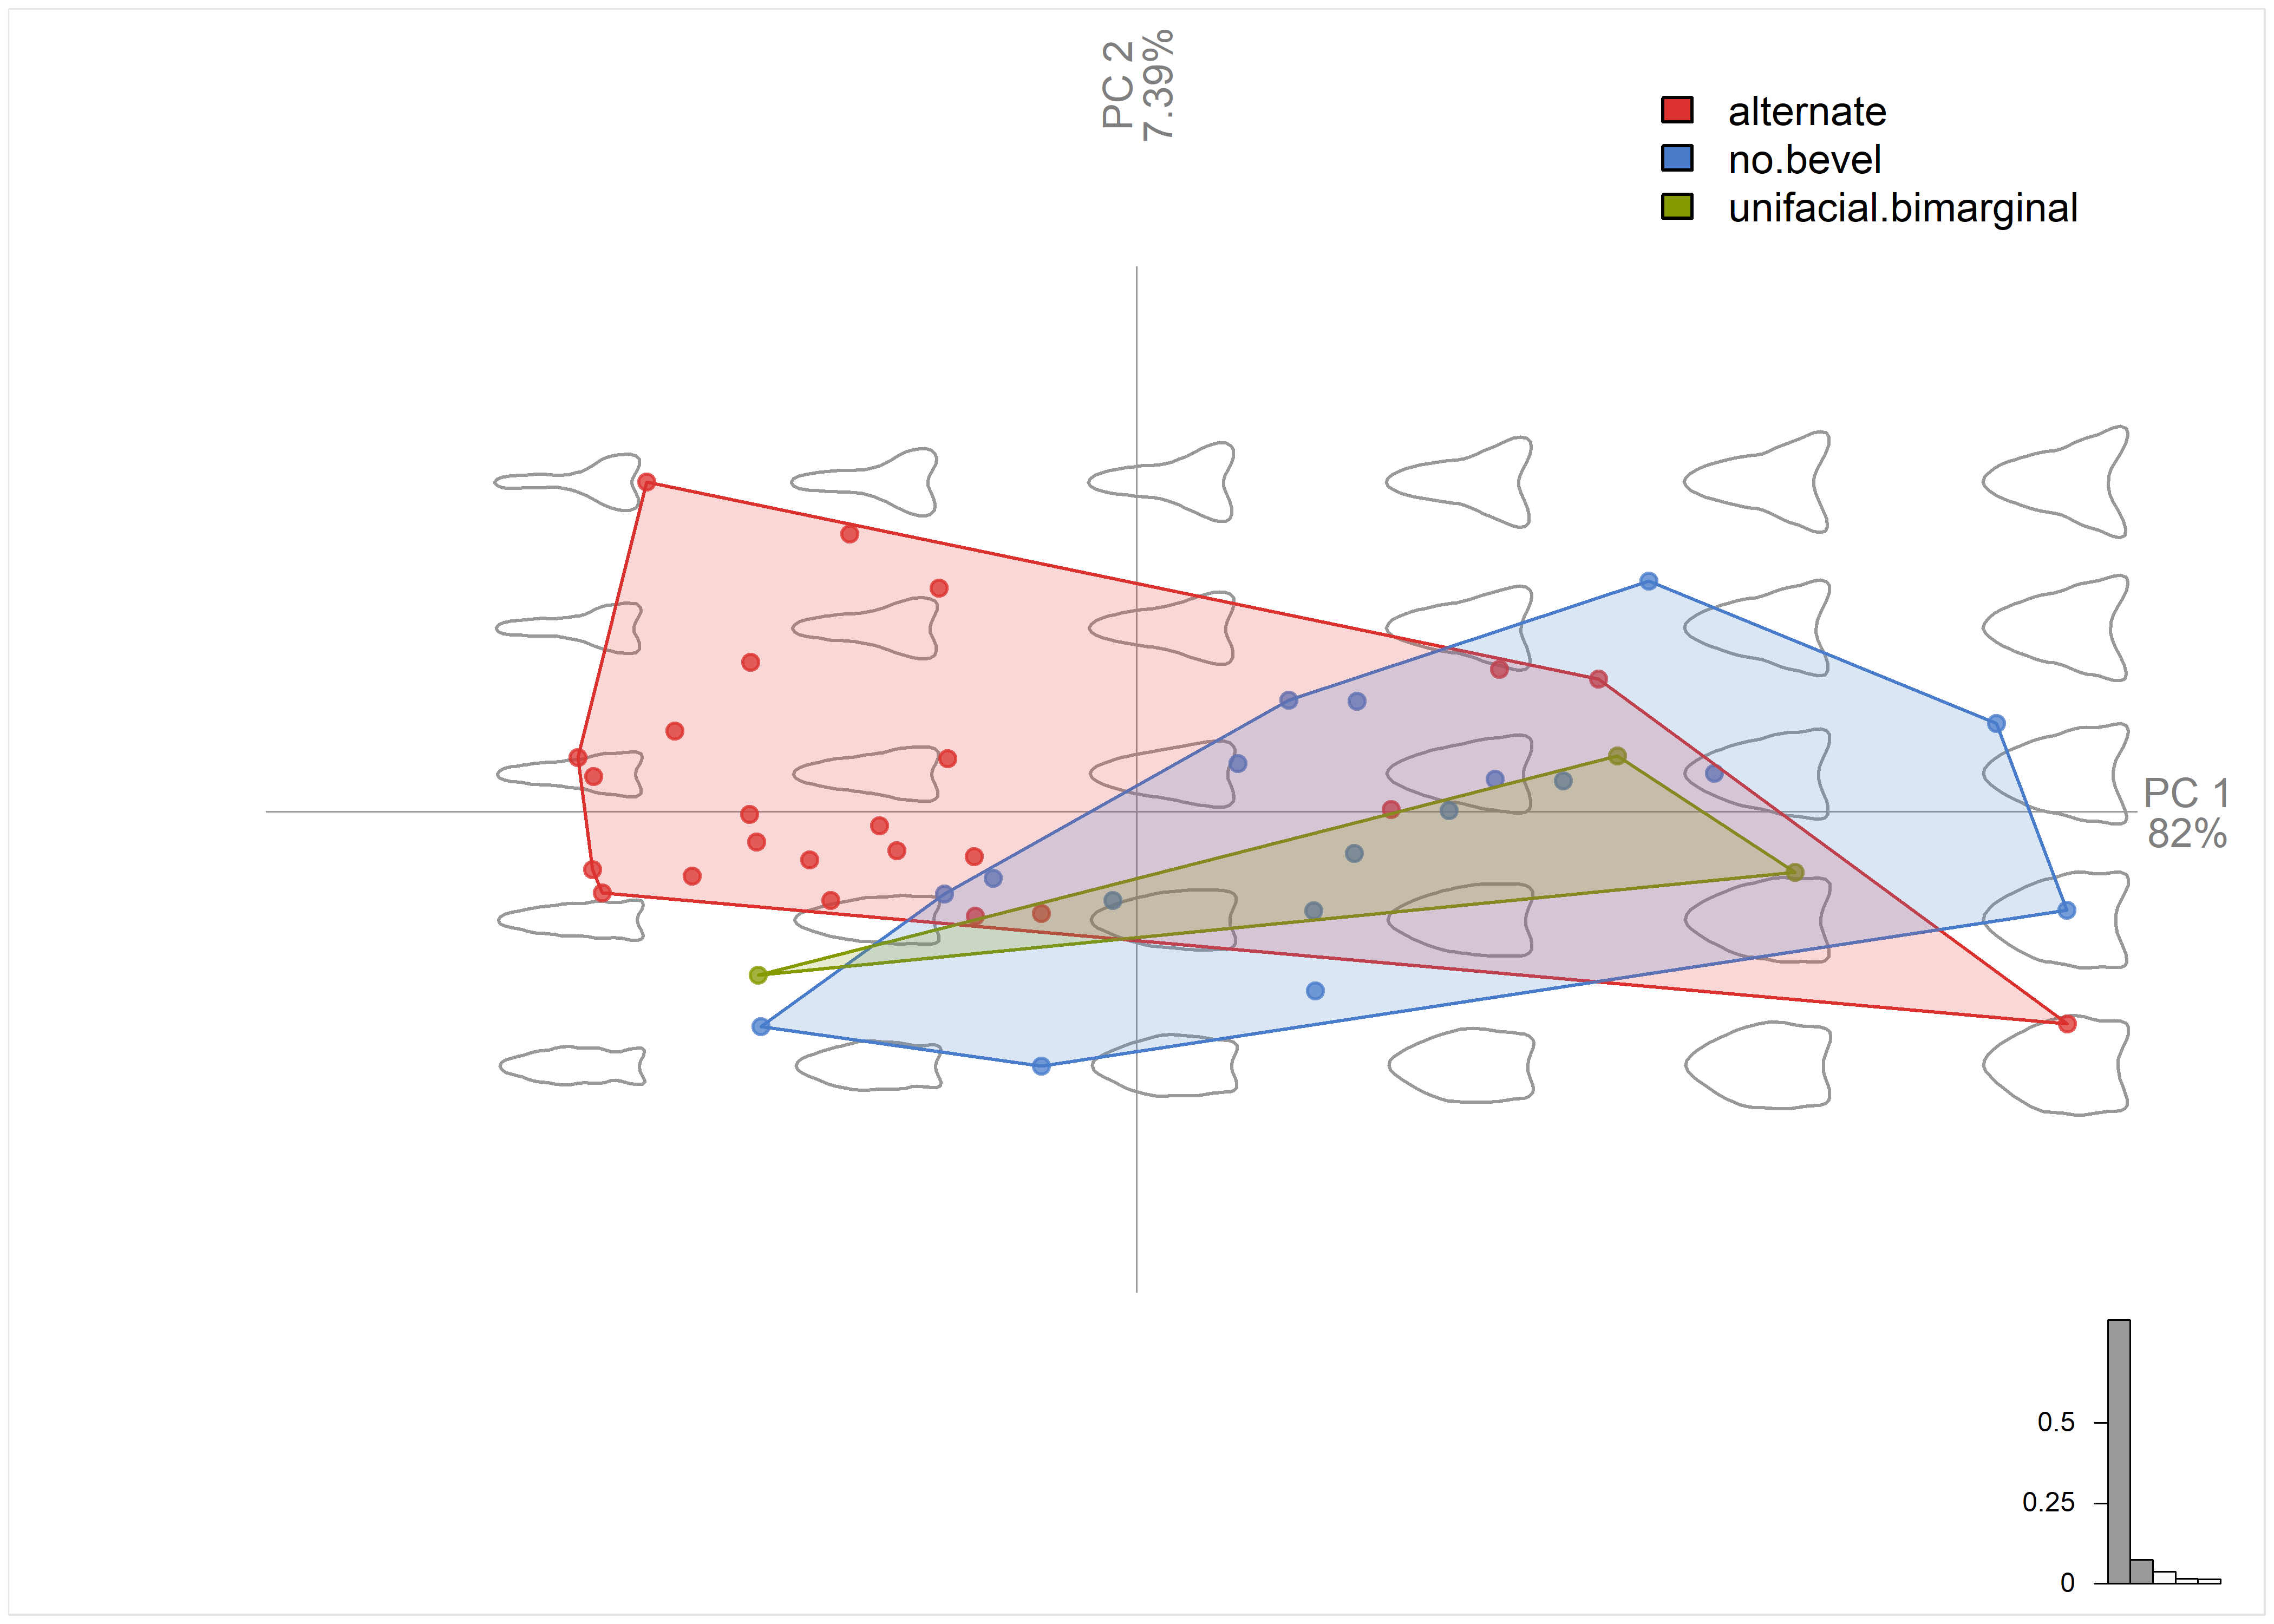 PC 2
7.39%
alternate
no.bevel
unifacial.bimarginal
PC 1
82%
0.5
0.25
0